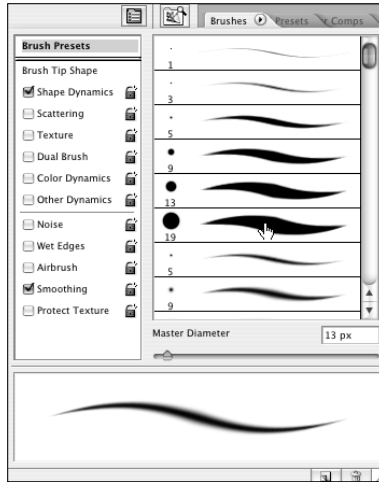 Brushes Presets r Comps
Brush Presets
Brush Tip Shape
Shape Dynamics
Scattering
Texture
Dual Brush
Color Dynamics
Other Dynamics
Noise
Wet Edges
Airbrush
Smoothing
Protect Texture
1
3
5
9
13
19
5
9
Master Diameter 13 px